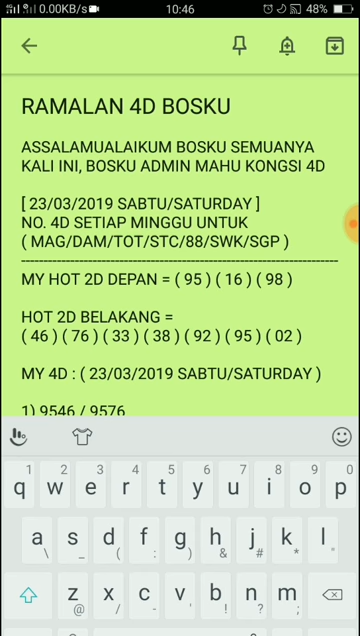 0.00KB/s 10:46 48%
RAMALAN 4D BOSKU
ASSALAMUALAIKUM BOSKU SEMUANYA
KALI INI, BOSKU ADMIN MAHU KONGSI 4D
[ 23/03/2019 SABTU/SATURDAY ]
NO. 4D SETIAP MINGGU UNTUK
( MAG/DAM/TOT/STC/88/SWK/SGP )
MY HOT 2D DEPAN = ( 95 ) ( 16 ) ( 98 )
HOT 2D BELAKANG =
( 46 ) ( 76 ) ( 33 ) ( 38 ) ( 92 ) ( 95 ) ( 02 )
MY 4D : ( 23/03/2019 SABTU/SATURDAY )
1) 9546 / 9576
1 2 3 4 5 6 7 8 9 0
q w e r t y u i o p
a s d f g h j k l
\ _ ( : ) & # * "
z x c v b n m
@ / - ' ! ? ;